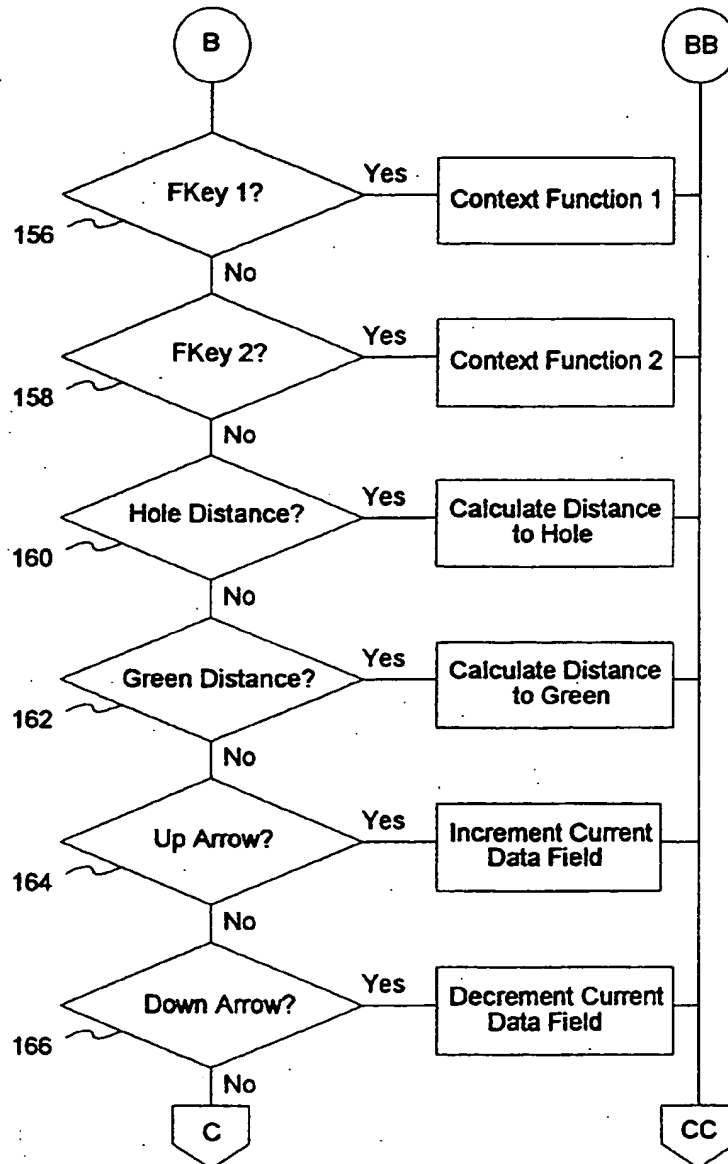 B
BB
FKey 1?
Yes
Context Function 1
156
No
FKey 2?
Yes
Context Function 2
158
No
Hole Distance?
Yes
Calculate Distance
to Hole
160
No
Green Distance?
Yes
Calculate Distance
to Green
162
No
Up Arrow?
Yes
Increment Current
Data Field
164
No
Down Arrow?
Yes
Decrement Current
Data Field
166
No
C
CC